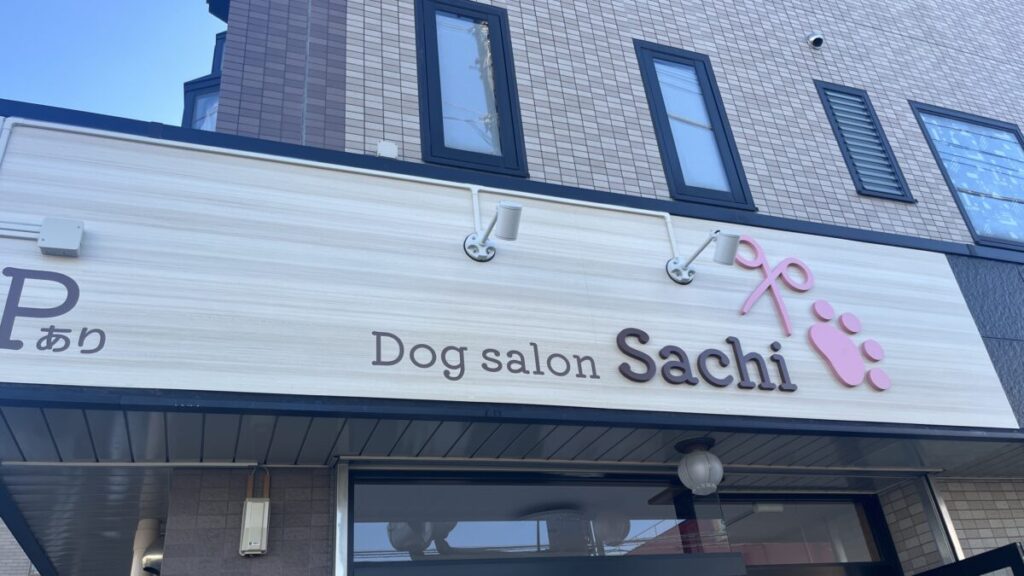 Pあり
Dog salon Sachi